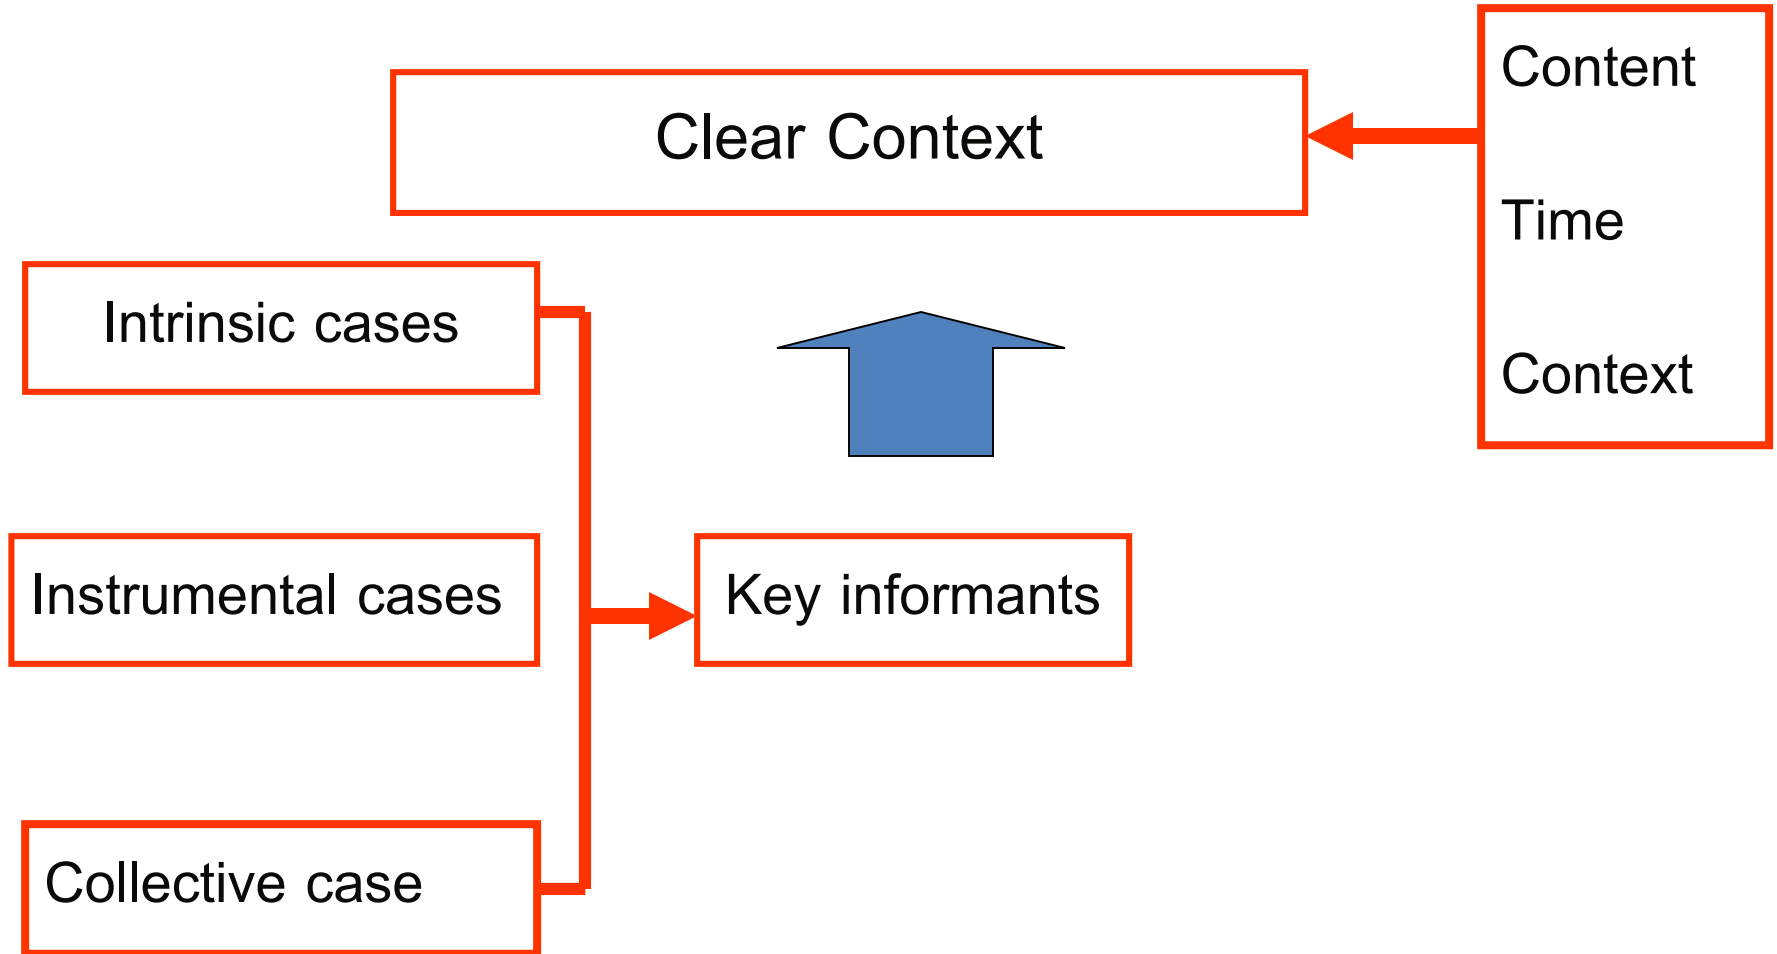 Clear Context
Content
Time
Context
Intrinsic cases
Instrumental cases
Key informants
Collective case